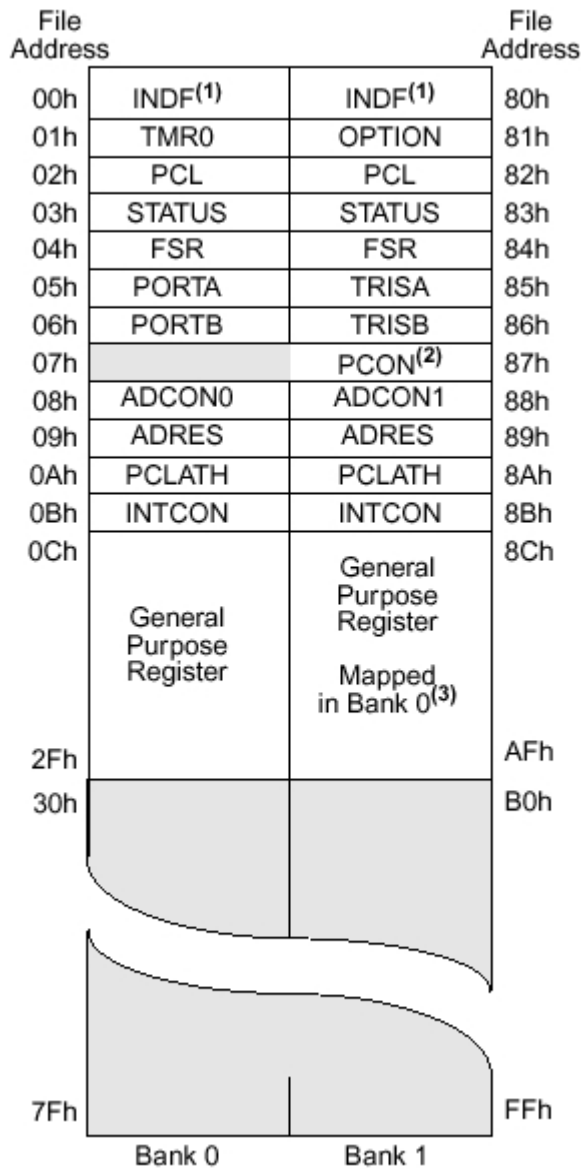 File Address File Address
00h INDF(1) INDF(1) 80h
01h TMR0 OPTION 81h
02h PCL PCL 82h
03h STATUS STATUS 83h
04h FSR FSR 84h
05h PORTA TRISA 85h
06h PORTB TRISB 86h
07h PCON(2) 87h
08h ADCON0 ADCON1 88h
09h ADRES ADRES 89h
0Ah PCLATH PCLATH 8Ah
0Bh INTCON INTCON 8Bh
0Ch 8Ch
General
Purpose
Register
General
Purpose
Register
Mapped
in Bank 0(3)
2Fh AFh
30h B0h
7Fh FFh
Bank 0 Bank 1